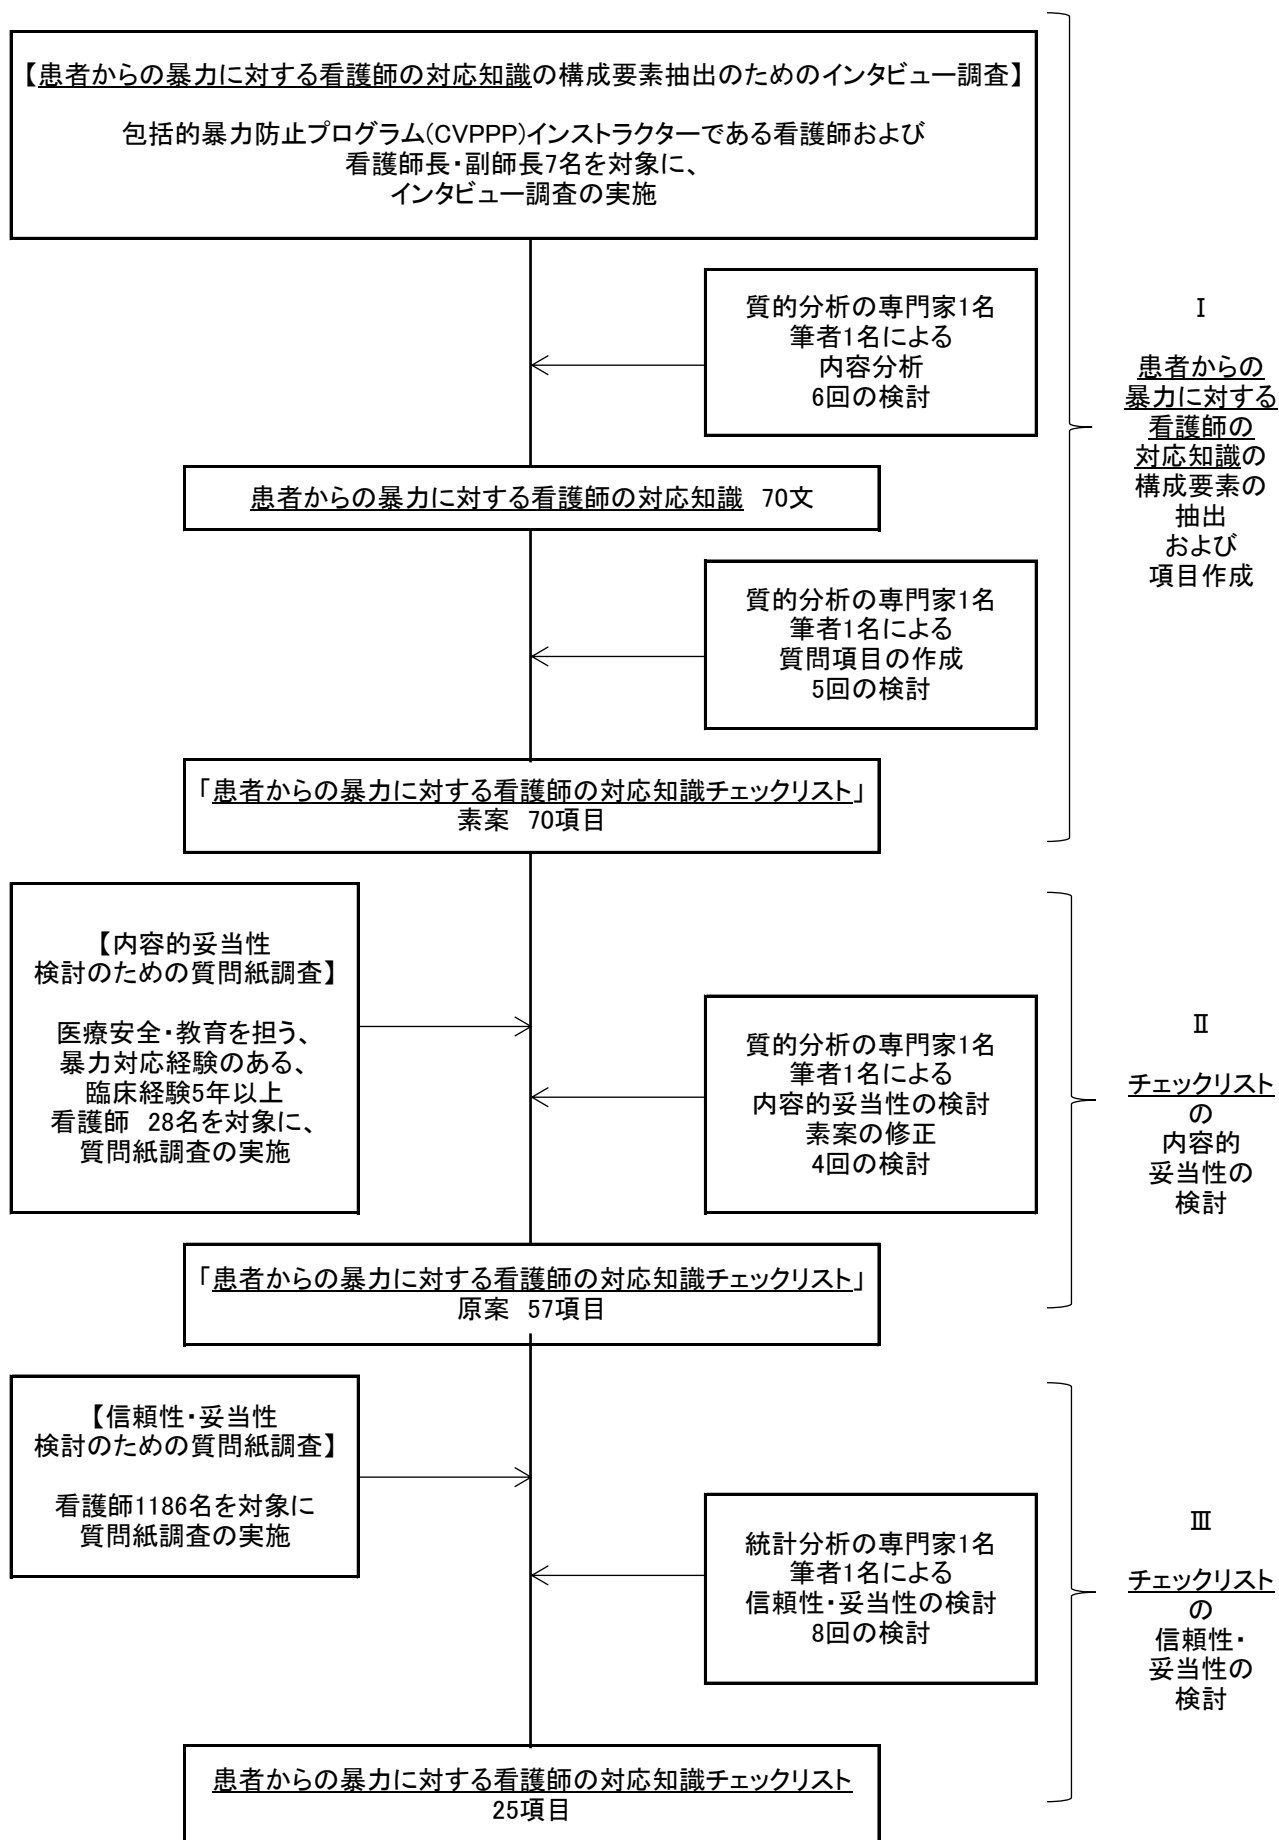 【患者からの暴力に対する看護師の対応知識の構成要素抽出のためのインタビュー調査】
包括的暴力防止プログラム(CVPPP)インストラクターである看護師および
看護師長・副師長7名を対象に、
インタビュー調査の実施
質的分析の専門家1名
筆者1名による
内容分析
6回の検討
患者からの暴力に対する看護師の対応知識 70文
質的分析の専門家1名
筆者1名による
質問項目の作成
5回の検討
「患者からの暴力に対する看護師の対応知識チェックリスト」
素案 70項目
Ⅰ
患者からの
暴力に対する
看護師の
対応知識の
構成要素の
抽出
および
項目作成
【内容的妥当性
検討のための質問紙調査】
医療安全・教育を担う、
暴力対応経験のある、
臨床経験5年以上
看護師 28名を対象に、
質問紙調査の実施
質的分析の専門家1名
筆者1名による
内容的妥当性の検討
素案の修正
4回の検討
「患者からの暴力に対する看護師の対応知識チェックリスト」
原案 57項目
Ⅱ
チェックリスト
の
内容的
妥当性の
検討
【信頼性・妥当性
検討のための質問紙調査】
看護師1186名を対象に
質問紙調査の実施
統計分析の専門家1名
筆者1名による
信頼性・妥当性の検討
8回の検討
患者からの暴力に対する看護師の対応知識チェックリスト
25項目
Ⅲ
チェックリスト
の
信頼性・
妥当性の
検討